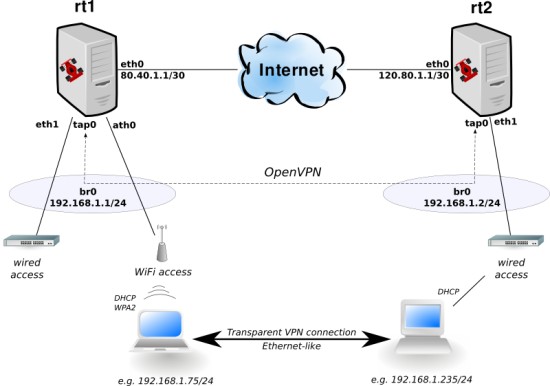 rt1
rt2
eth0
80.40.1.1/30
Internet
eth0
120.80.1.1/30
eth1
tap0
ath0
tap0
eth1
OpenVPN
br0
192.168.1.1/24
br0
192.168.1.2/24
wired
access
WiFi access
wired
access
DHCP
WPA2
DHCP
Transparent VPN connection
Ethernet-like
e.g. 192.168.1.75/24
e.g. 192.168.1.235/24